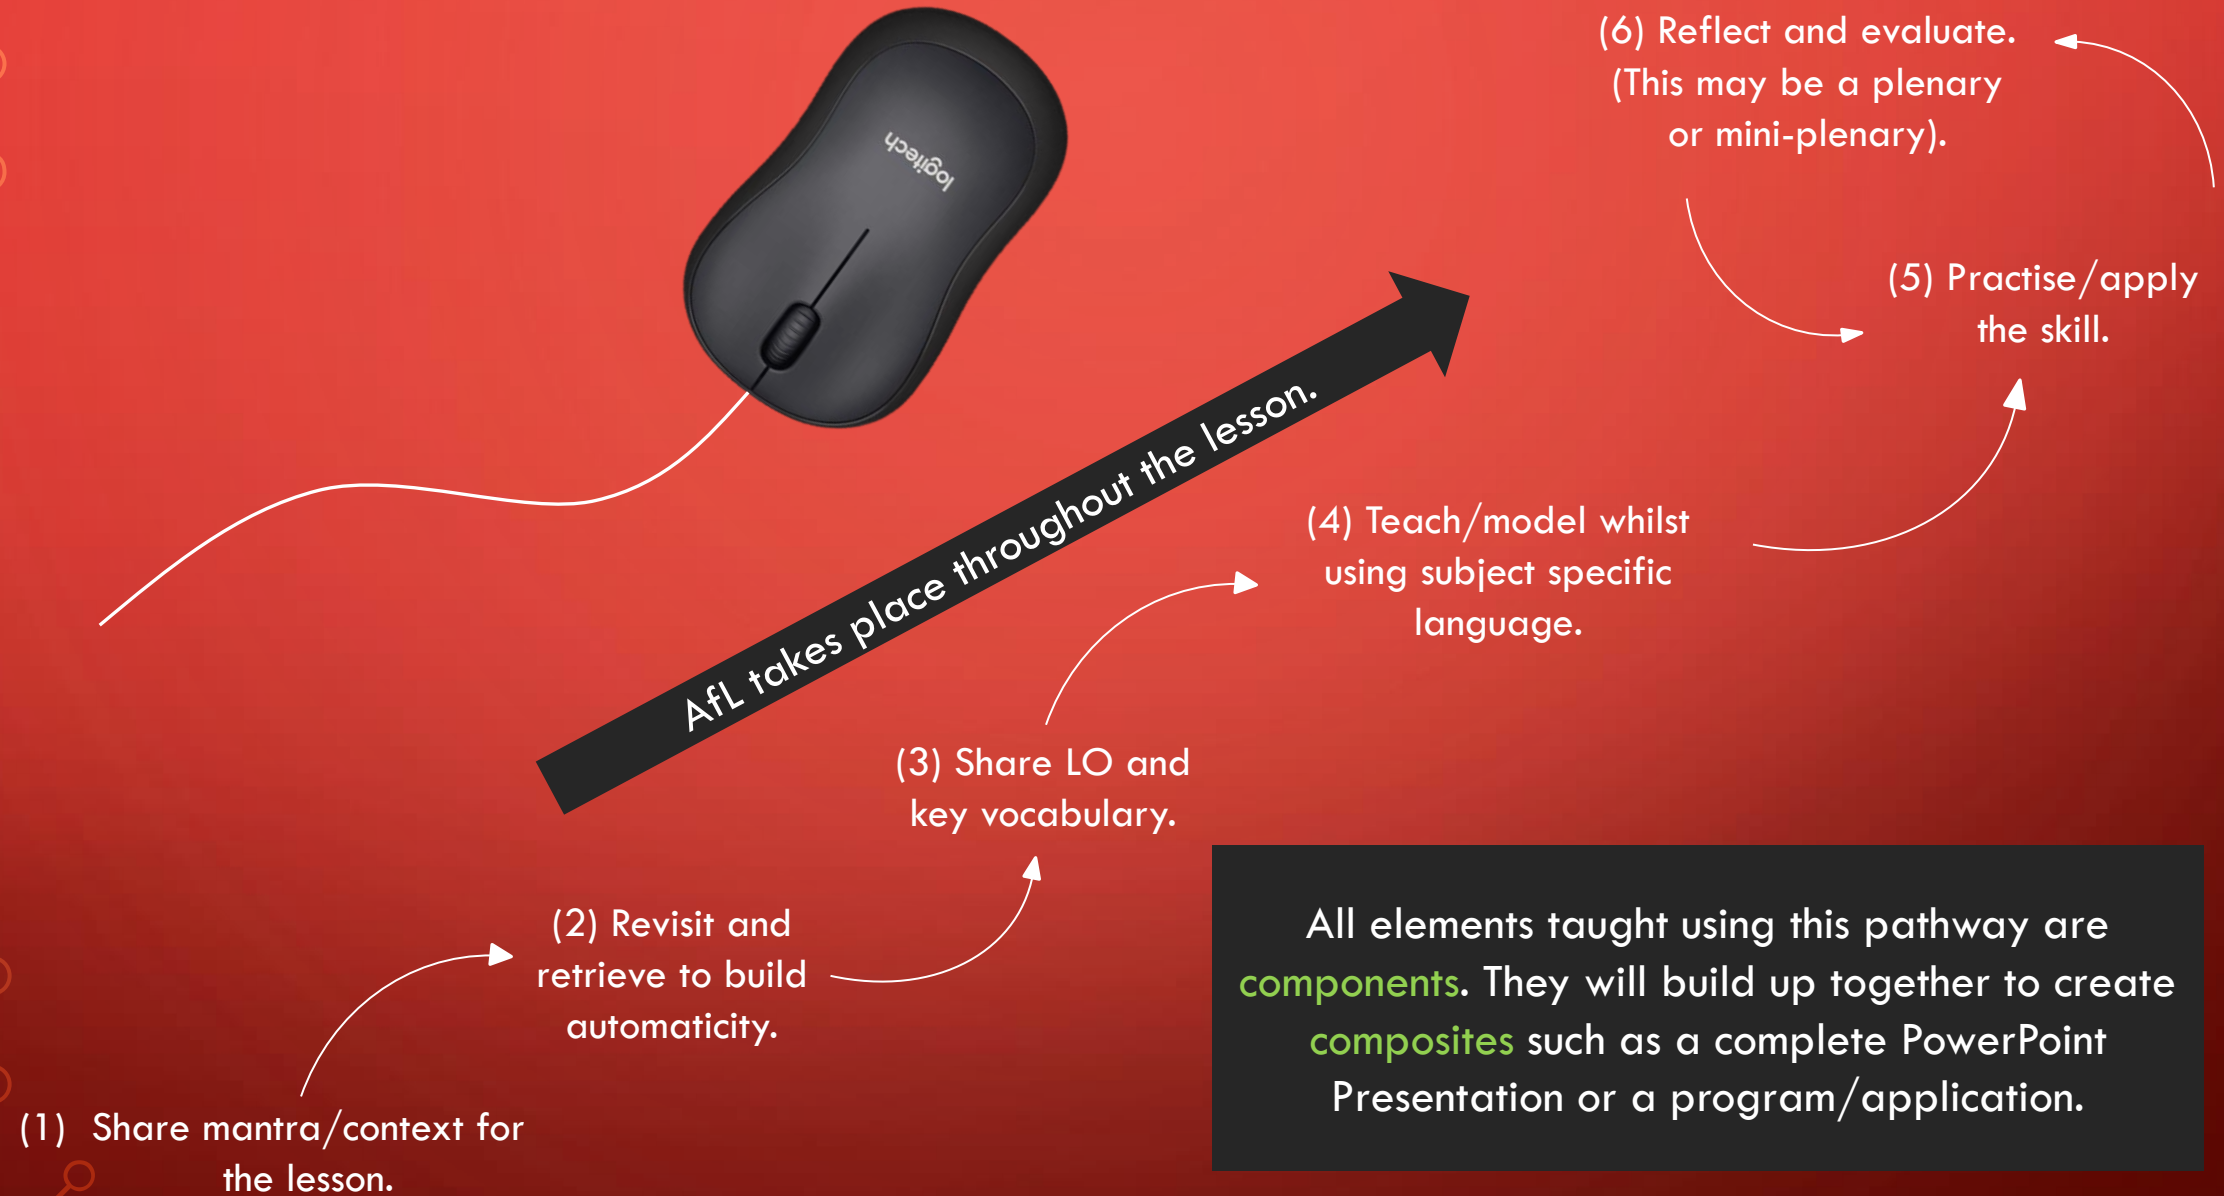 (1) Share mantra/context for
the lesson.
(2) Revisit and
retrieve to build
automaticity.
(3) Share LO and
key vocabulary.
(4) Teach/model whilst
using subject specific
language.
(5) Practise/apply
the skill.
(6) Reflect and evaluate.
(This may be a plenary
or mini-plenary).
AfL takes place throughout the lesson.
logitech
All elements taught using this pathway are
components. They will build up together to create
composites such as a complete PowerPoint
Presentation or a program/application.